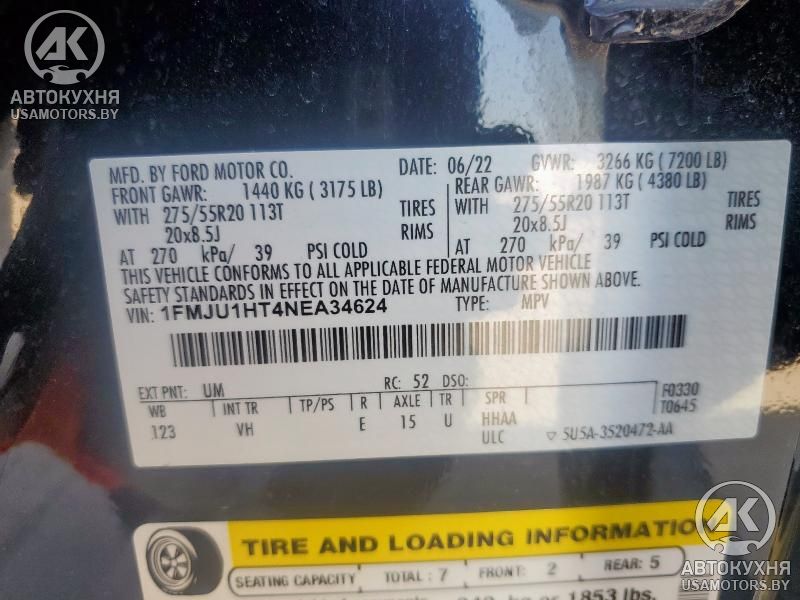 АК
АВТОКУХНЯ
USAMOTORS.BY
MFD. BY FORD MOTOR CO. DATE: 06/22 GVWR: 3266 KG ( 7200 LB)
FRONT GAWR: 1440 KG ( 3175 LB) REAR GAWR: 1987 KG ( 4380 LB)
WITH 275/55R20 113T TIRES WITH 275/55R20 113T TIRES
20x8.5J RIMS 20x8.5J RIMS
AT 270 kPa/ 39 PSI COLD AT 270 kPa/ 39 PSI COLD
THIS VEHICLE CONFORMS TO ALL APPLICABLE FEDERAL MOTOR VEHICLE
SAFETY STANDARDS IN EFFECT ON THE DATE OF MANUFACTURE SHOWN ABOVE.
VIN: 1FMJU1HT4NEA34624 TYPE: MPV
EXT PNT: UM RC: 52 DSO: F0330
WB INT TR TP/PS R AXLE TR SPR T0645
123 VH E 15 U HHAA
ULC 5U5A-3520472-AA
TIRE AND LOADING INFORMATION
SEATING CAPACITY TOTAL : 7 FRONT: 2 REAR: 5
1853 lbs.
АК
АВТОКУХНЯ
USAMOTORS.BY